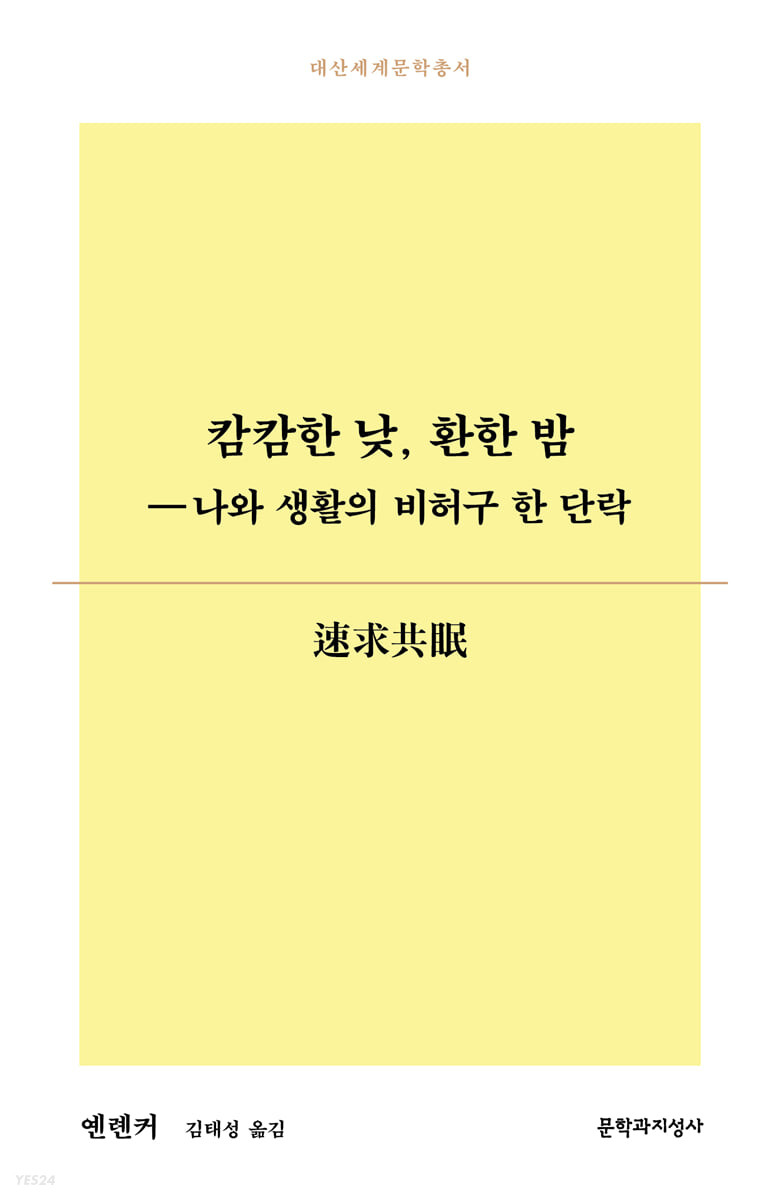 대산세계문학총서
캄캄한 낮, 환한 밤
—나와 생활의 비허구 한 단락
速求共眠
옌롄커 김태성 옮김
문학과지성사
YES24